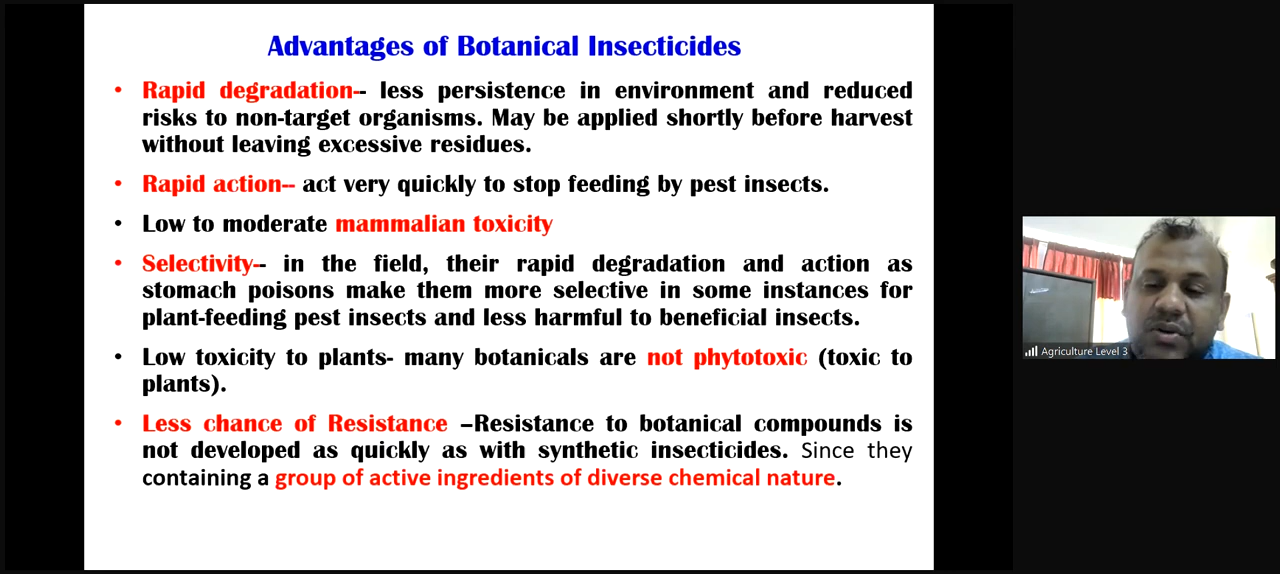 Advantages of Botanical Insecticides
• Rapid degradation-- less persistence in environment and reduced
risks to non-target organisms. May be applied shortly before harvest
without leaving excessive residues.
• Rapid action-- act very quickly to stop feeding by pest insects.
• Low to moderate mammalian toxicity
• Selectivity-- in the field, their rapid degradation and action as
stomach poisons make them more selective in some instances for
plant-feeding pest insects and less harmful to beneficial insects.
• Low toxicity to plants- many botanicals are not phytotoxic (toxic to
plants).
• Less chance of Resistance –Resistance to botanical compounds is
not developed as quickly as with synthetic insecticides. Since they
containing a group of active ingredients of diverse chemical nature.
Agriculture Level 3